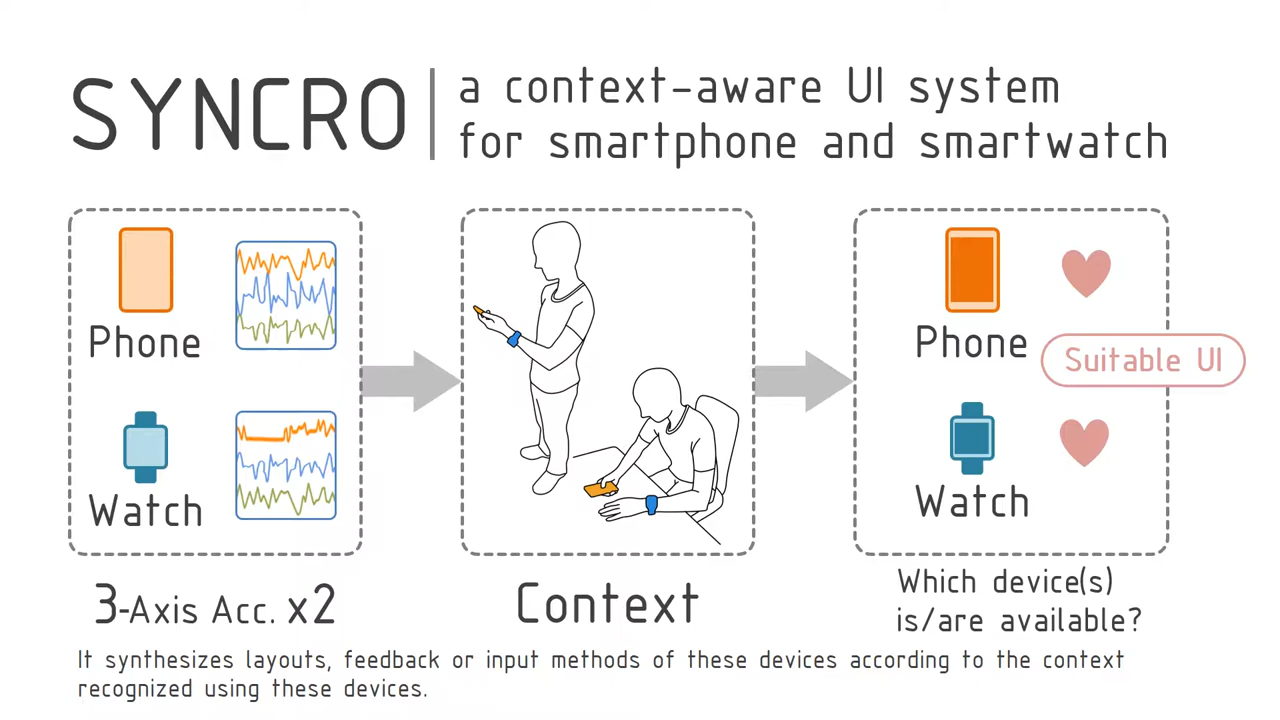 SYNCRO
a context-aware UI system
for smartphone and smartwatch
Phone
Watch
3-Axis Acc. x2
Context
Phone
Suitable UI
Watch
Which device(s)
is/are available?
It synthesizes layouts, feedback or input methods of these devices according to the context
recognized using these devices.